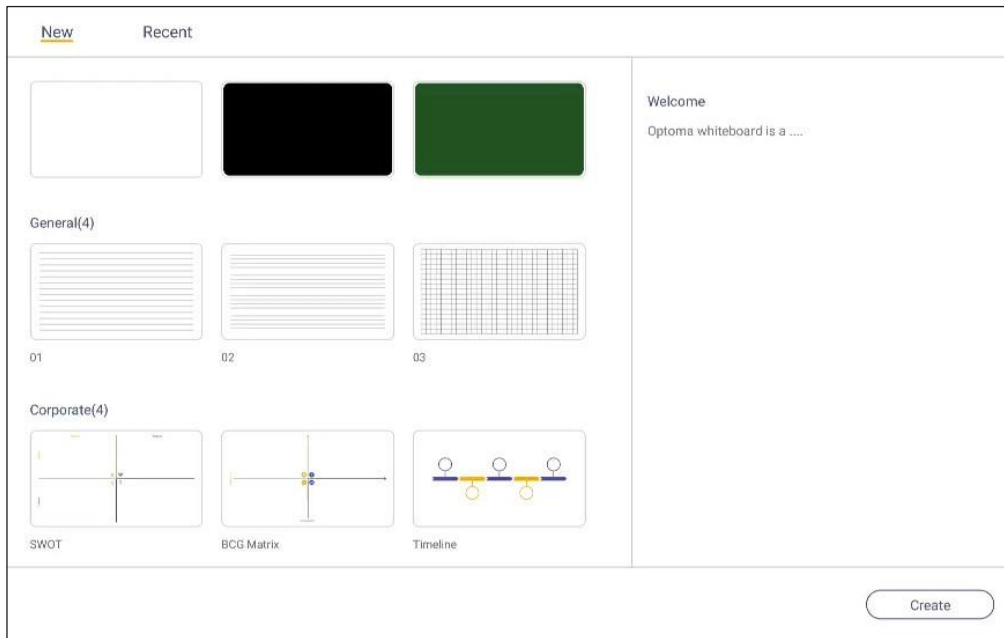 New Recent
Welcome
Optoma whiteboard is a ....
General(4)
01 02 03
Corporate(4)
SWOT BCG Matrix Timeline
Create